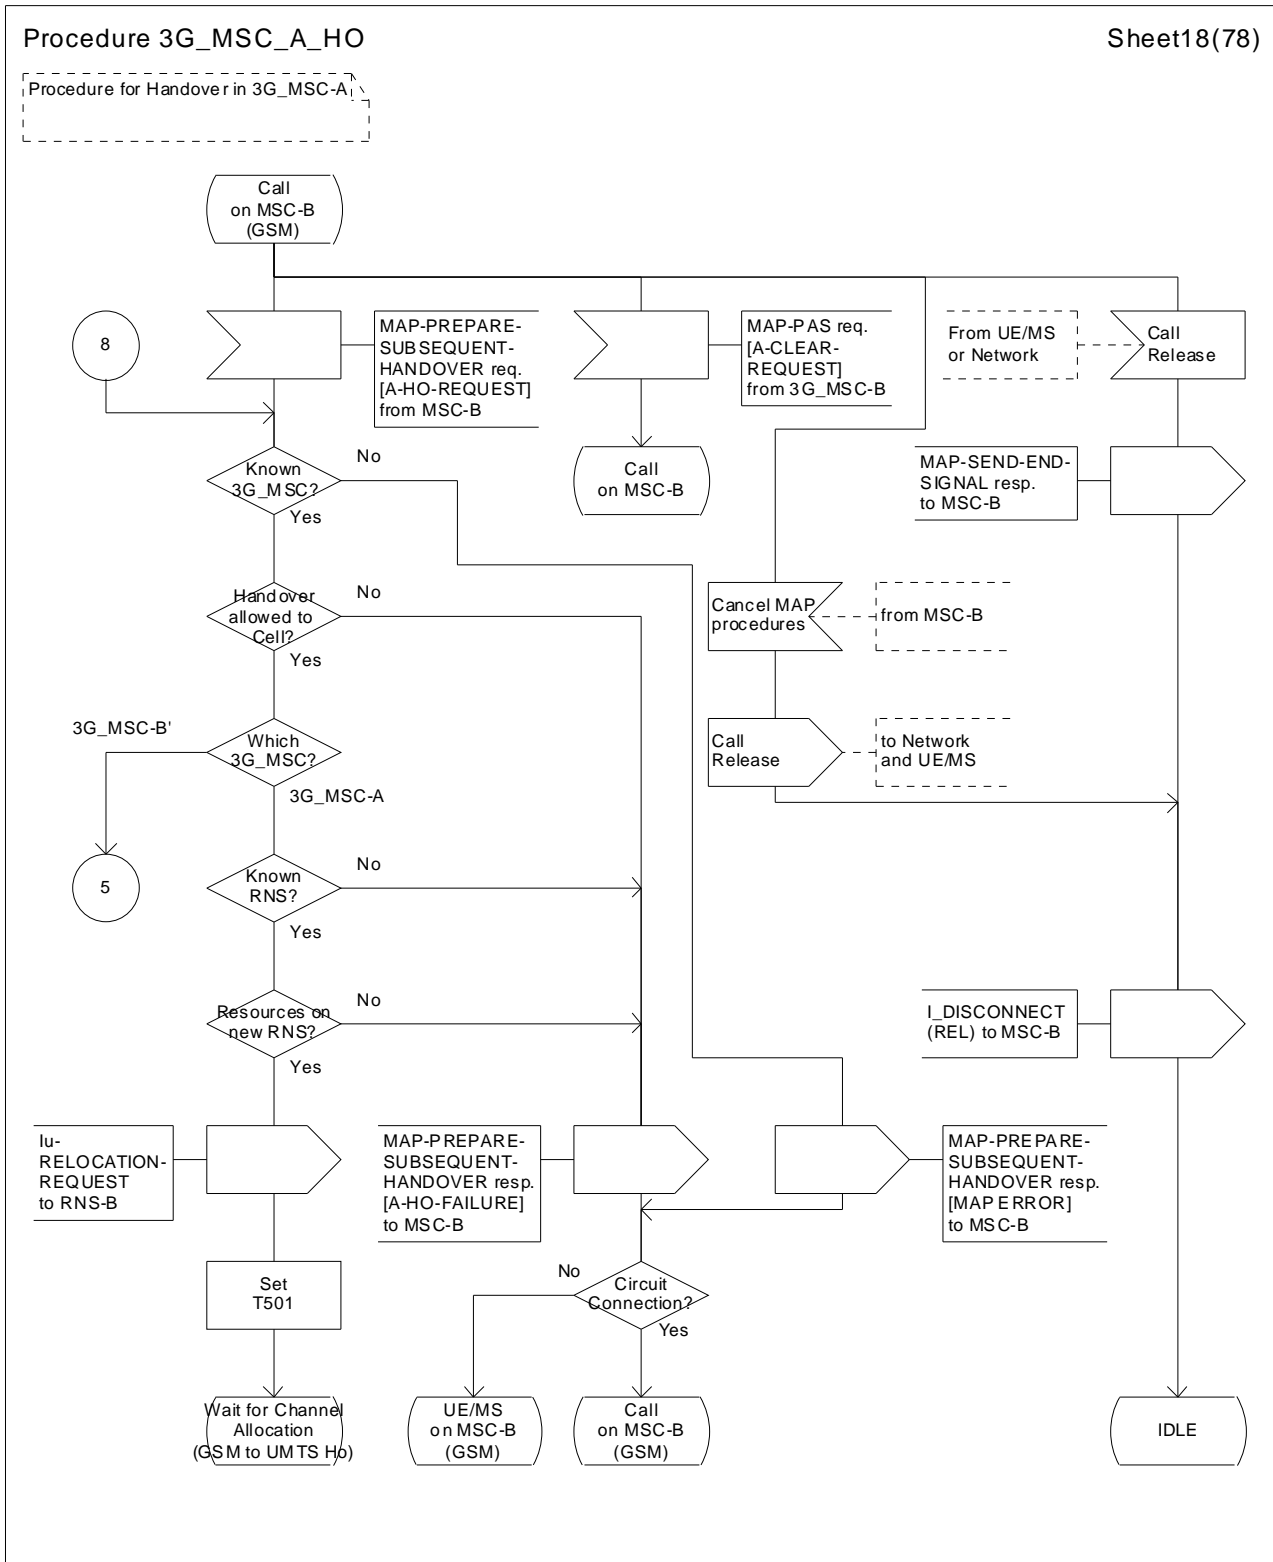 Procedure 3G_MSC_A_HO
Sheet18(78)
Procedure for Handover in 3G_MSC-A
Call
on MSC-B
(GSM)
8
MAP-PREPARE-
SUBSEQUENT-
HANDOVER req.
[A-HO-REQUEST]
from MSC-B
MAP-PAS req.
[A-CLEAR-
REQUEST]
from 3G_MSC-B
From UE/MS
or Network
Call
Release
Known
3G_MSC?
No
Yes
Call
on MSC-B
MAP-SEND-END-
SIGNAL resp.
to MSC-B
Handover
allowed to
Cell?
No
Yes
Cancel MAP
procedures
from MSC-B
3G_MSC-B'
Which
3G_MSC?
3G_MSC-A
Call
Release
to Network
and UE/MS
5
Known
RNS?
No
Yes
Resources on
new RNS?
No
Yes
I_DISCONNECT
(REL) to MSC-B
Iu-
RELOCATION-
REQUEST
to RNS-B
MAP-PREPARE-
SUBSEQUENT-
HANDOVER resp.
[A-HO-FAILURE]
to MSC-B
MAP-PREPARE-
SUBSEQUENT-
HANDOVER resp.
[MAP ERROR]
to MSC-B
Set
T501
No
Circuit
Connection?
Yes
Wait for Channel
Allocation
(GSM to UMTS Ho)
UE/MS
on MSC-B
(GSM)
Call
on MSC-B
(GSM)
IDLE